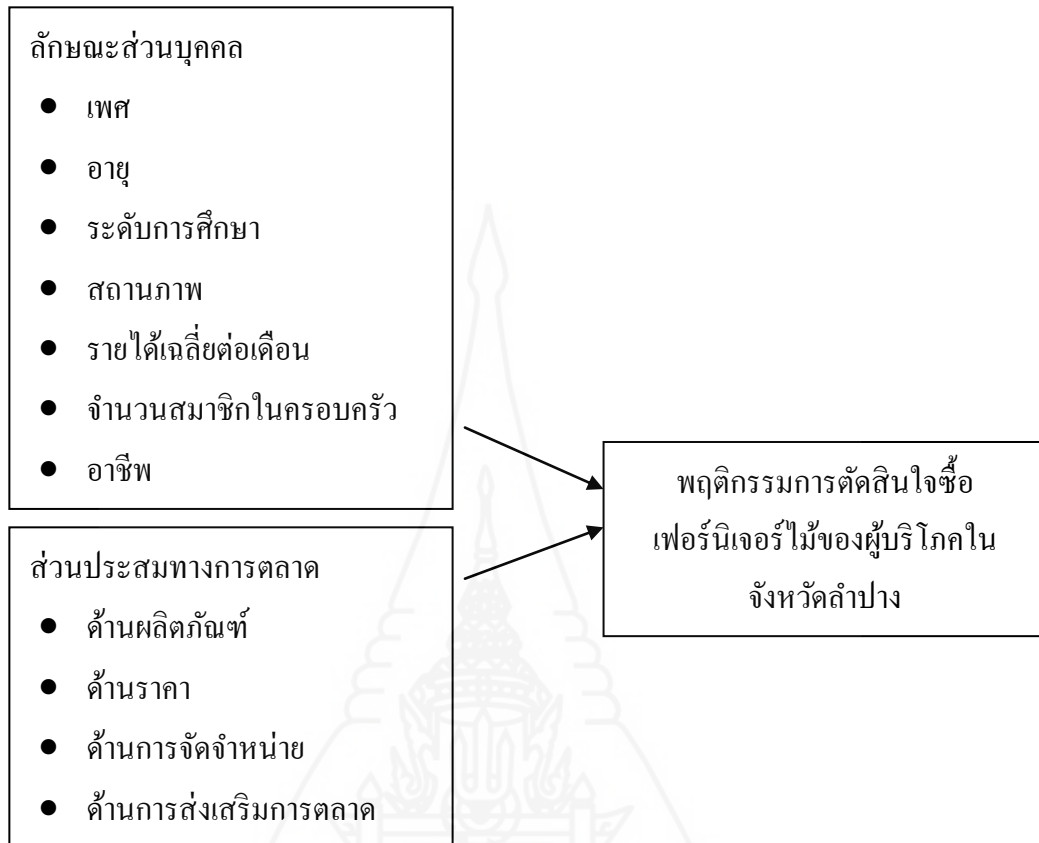 ลักษณะส่วนบุคคล
● เพศ
● อายุ
● ระดับการศึกษา
● สถานภาพ
● รายได้เฉลี่ยต่อเดือน
● จำนวนสมาชิกในครอบครัว
● อาชีพ
พฤติกรรมการตัดสินใจซื้อ
เฟอร์นิเจอร์ไม้ของผู้บริโภคใน
จังหวัดลำปาง
ส่วนประสมทางการตลาด
● ด้านผลิตภัณฑ์
● ด้านราคา
● ด้านการจัดจำหน่าย
● ด้านการส่งเสริมการตลาด